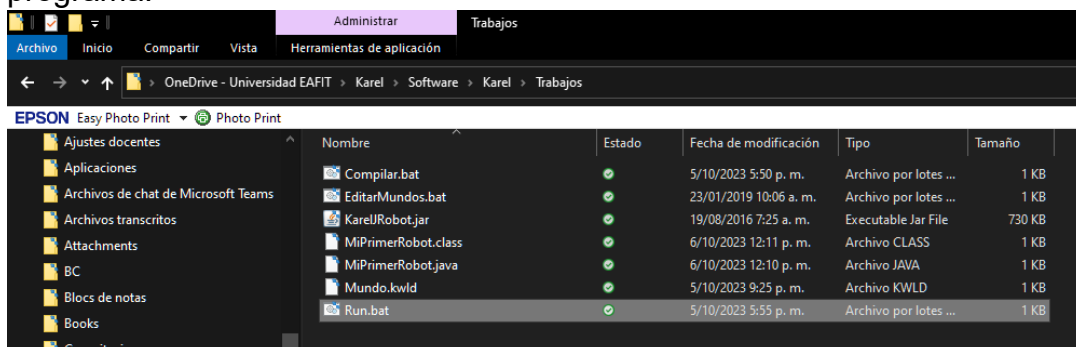 programa.
Administrar Trabajos
Archivo Inicio Compartir Vista Herramientas de aplicación
OneDrive - Universidad EAFIT > Karel > Software > Karel > Trabajos
EPSON Easy Photo Print Photo Print
Ajustes docentes
Aplicaciones
Archivos de chat de Microsoft Teams
Archivos transcritos
Attachments
BC
Blocs de notas
Books
Nombre Estado Fecha de modificación Tipo Tamaño
Compilar.bat 5/10/2023 5:50 p. m. Archivo por lotes ... 1 KB
EditarMundos.bat 23/01/2019 10:06 a. m. Archivo por lotes ... 1 KB
KarelJRobot.jar 19/08/2016 7:25 a. m. Executable Jar File 730 KB
MiPrimerRobot.class 6/10/2023 12:11 p. m. Archivo CLASS 1 KB
MiPrimerRobot.java 6/10/2023 12:10 p. m. Archivo JAVA 1 KB
Mundo.kwld 5/10/2023 9:25 p. m. Archivo KWLD 1 KB
Run.bat 5/10/2023 5:55 p. m. Archivo por lotes ... 1 KB